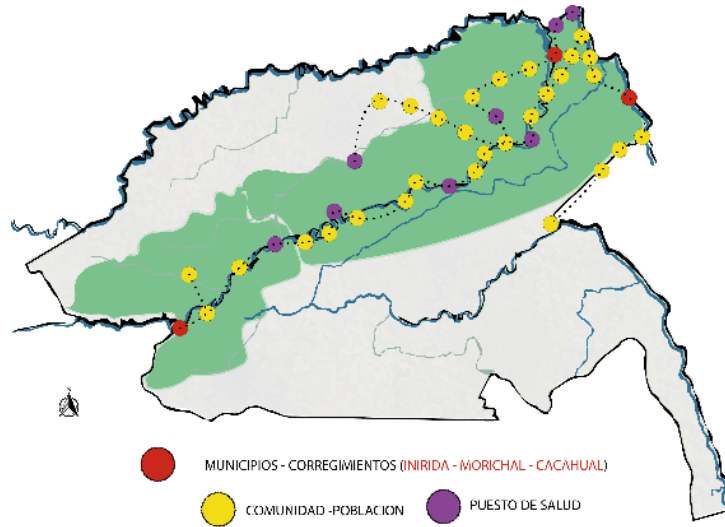 MUNICIPIOS - CORREGIMIENTOS (INIRIDA - MORICHAL - CACAHUAL)
COMUNIDAD -POBLACION
PUESTO DE SALUD